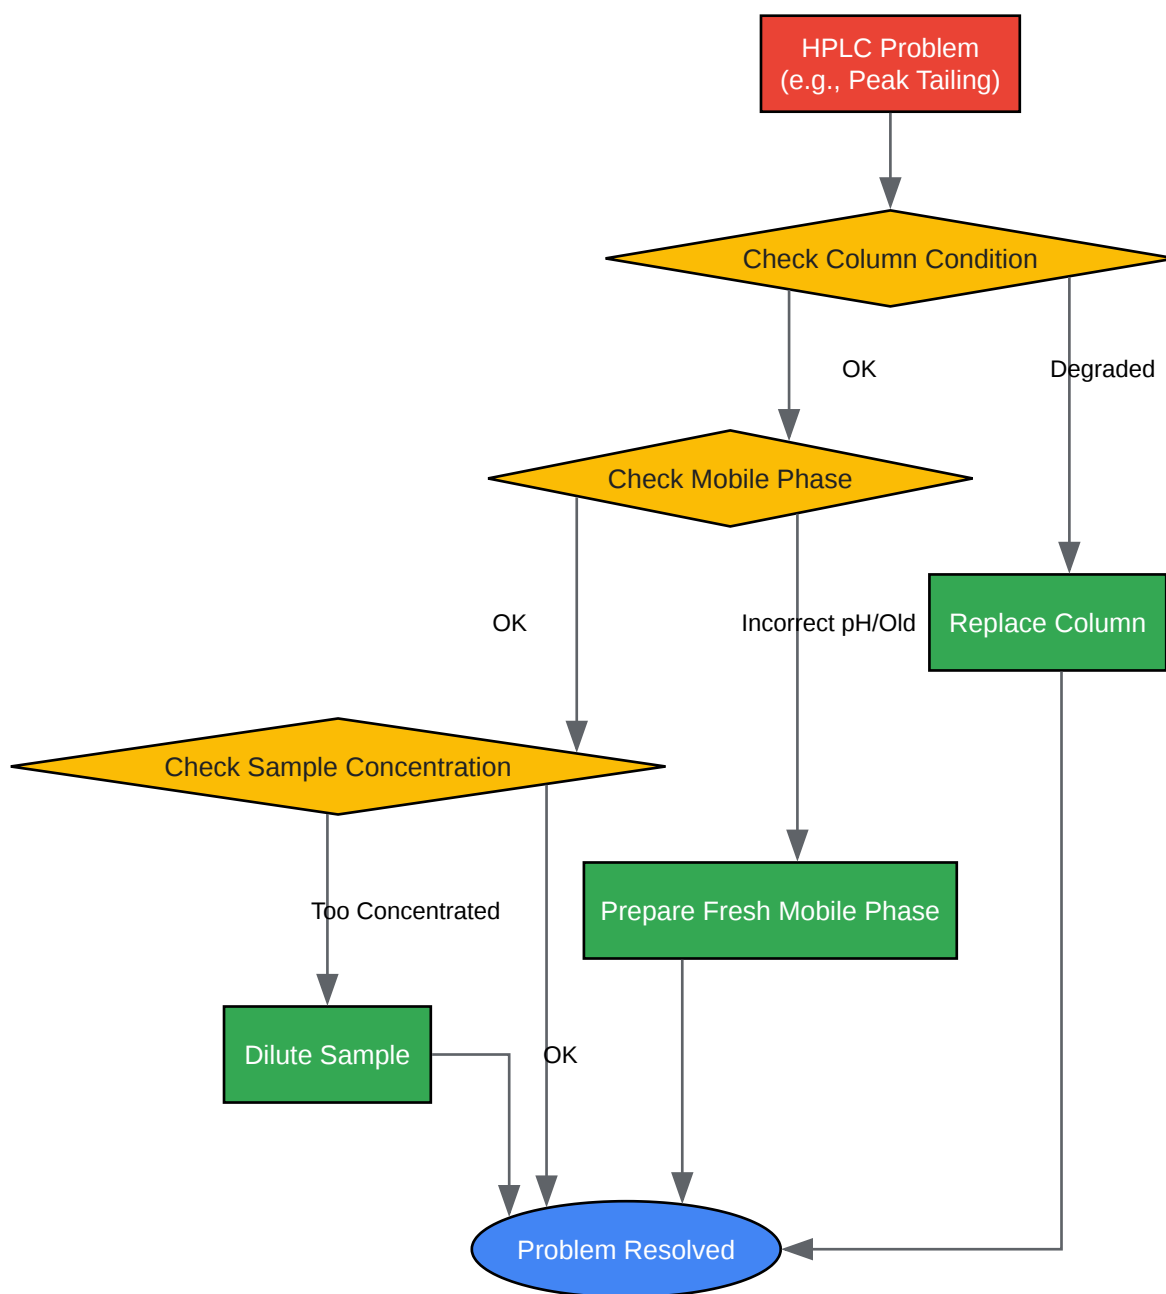 HPLC Problem
(e.g., Peak Tailing)
Check Column Condition
OK
Degraded
Check Mobile Phase
OK
Incorrect pH/Old
Replace Column
Check Sample Concentration
Too Concentrated
Prepare Fresh Mobile Phase
Dilute Sample
OK
Problem Resolved